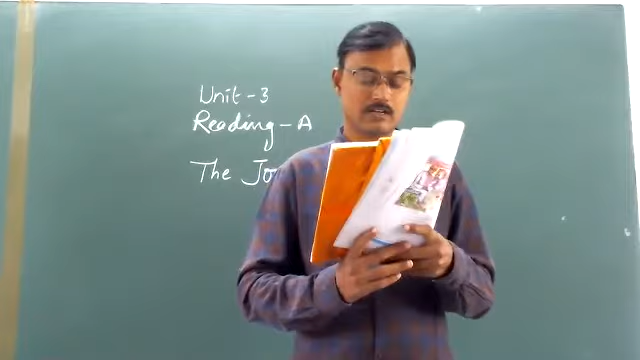 Unit - 3
Reading - A
The Jo